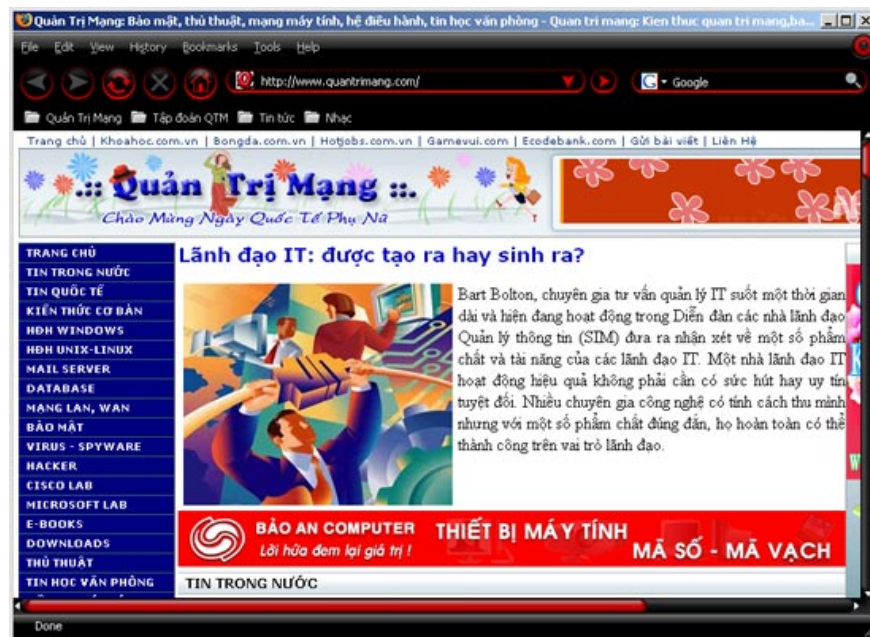 Quản Trị Mạng: Bảo mật, thủ thuật, mạng máy tính, hệ điều hành, tin học văn phòng - Quan tri mang: Kien thuc quan tri mang,ba...
File Edit View History Bookmarks Tools Help
http://www.quantrimang.com/
G Google
Quản Trị Mạng Tập đoàn QTM Tin tức Nhạc
Trang chủ | Khoahoc.com.vn | Bongda.com.vn | Hotjobs.com.vn | Gamevui.com | Ecodebank.com | Gửi bài viết | Liên Hệ
.:: Quản Trị Mạng ::.
Chào Mừng Ngày Quốc Tế Phụ Nữ
TRANG CHỦ
TIN TRONG NƯỚC
TIN QUỐC TẾ
KIẾN THỨC CƠ BẢN
HĐH WINDOWS
HĐH UNIX-LINUX
MAIL SERVER
DATABASE
MẠNG LAN, WAN
BẢO MẬT
VIRUS - SPYWARE
HACKER
CISCO LAB
MICROSOFT LAB
E-BOOKS
DOWNLOADS
THỦ THUẬT
TIN HỌC VĂN PHÒNG
Lãnh đạo IT: được tạo ra hay sinh ra?
Bart Bolton, chuyên gia tư vấn quản lý IT suốt một thời gian
dài và hiện đang hoạt động trong Diễn đàn các nhà lãnh đạo
Quản lý thông tin (SIM) đưa ra nhận xét về một số phẩm
chất và tài năng của các lãnh đạo IT. Một nhà lãnh đạo IT
hoạt động hiệu quả không phải cần có sức hút hay uy tín
tuyệt đối. Nhiều chuyên gia công nghệ có tính cách thu mình
nhưng với một số phẩm chất đúng đắn, họ hoàn toàn có thể
thành công trên vai trò lãnh đạo.
BẢO AN COMPUTER
Lời hứa đem lại giá trị !
THIẾT BỊ MÁY TÍNH
MÃ SỐ - MÃ VẠCH
TIN TRONG NƯỚC
Done